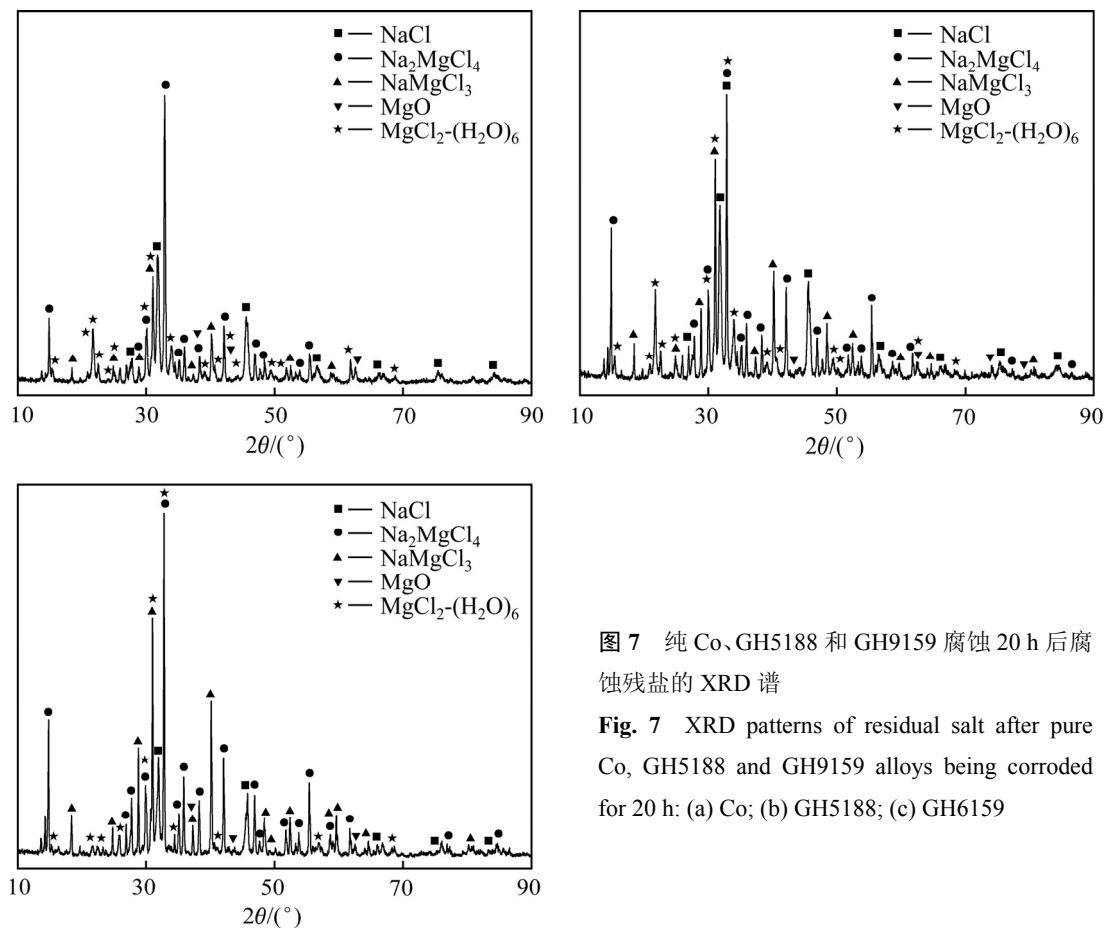 ■ — NaCl
● — Na₂MgCl₄
▲ — NaMgCl₃
▼ — MgO
★ — MgCl₂-(H₂O)₆
10 30 50 70 90
2θ/(°)
■ — NaCl
● — Na₂MgCl₄
▲ — NaMgCl₃
▼ — MgO
★ — MgCl₂-(H₂O)₆
10 30 50 70 90
2θ/(°)
■ — NaCl
● — Na₂MgCl₄
▲ — NaMgCl₃
▼ — MgO
★ — MgCl₂-(H₂O)₆
10 30 50 70 90
2θ/(°)
图 7 纯 Co、GH5188 和 GH9159 腐蚀 20 h 后腐
蚀残盐的 XRD 谱
Fig. 7 XRD patterns of residual salt after pure
Co, GH5188 and GH9159 alloys being corroded
for 20 h: (a) Co; (b) GH5188; (c) GH6159